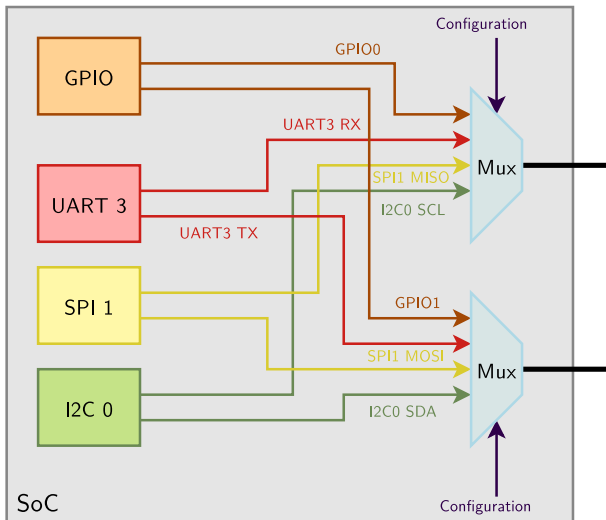 Configuration
GPIO0
GPIO
UART3 RX
Mux
SPI1 MISO
UART 3
I2C0 SCL
UART3 TX
GPIO1
SPI 1
SPI1 MOSI
Mux
I2C 0
I2C0 SDA
SoC
Configuration